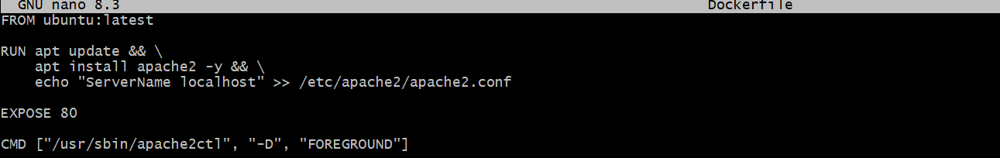 GNU nano 8.3 Dockerfile
FROM ubuntu:latest
RUN apt update && \
apt install apache2 -y && \
echo "ServerName localhost" >> /etc/apache2/apache2.conf
EXPOSE 80
CMD ["/usr/sbin/apache2ctl", "-D", "FOREGROUND"]